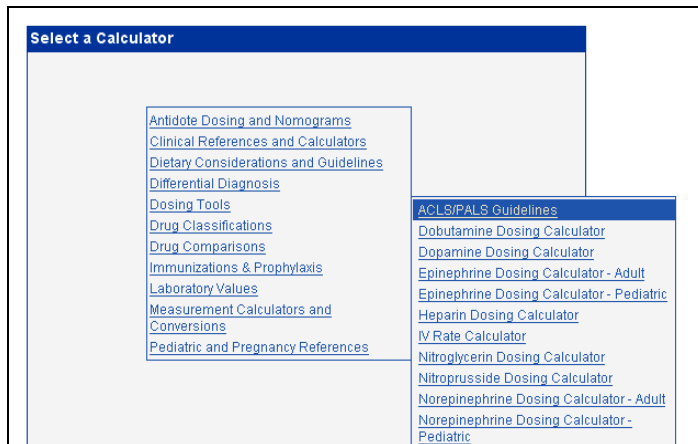 Select a Calculator
Antidote Dosing and Nomograms
Clinical References and Calculators
Dietary Considerations and Guidelines
Differential Diagnosis
Dosing Tools
Drug Classifications
Drug Comparisons
Immunizations & Prophylaxis
Laboratory Values
Measurement Calculators and
Conversions
Pediatric and Pregnancy References
ACLS/PALS Guidelines
Dobutamine Dosing Calculator
Dopamine Dosing Calculator
Epinephrine Dosing Calculator - Adult
Epinephrine Dosing Calculator - Pediatric
Heparin Dosing Calculator
IV Rate Calculator
Nitroglycerin Dosing Calculator
Nitroprusside Dosing Calculator
Norepinephrine Dosing Calculator - Adult
Norepinephrine Dosing Calculator -
Pediatric